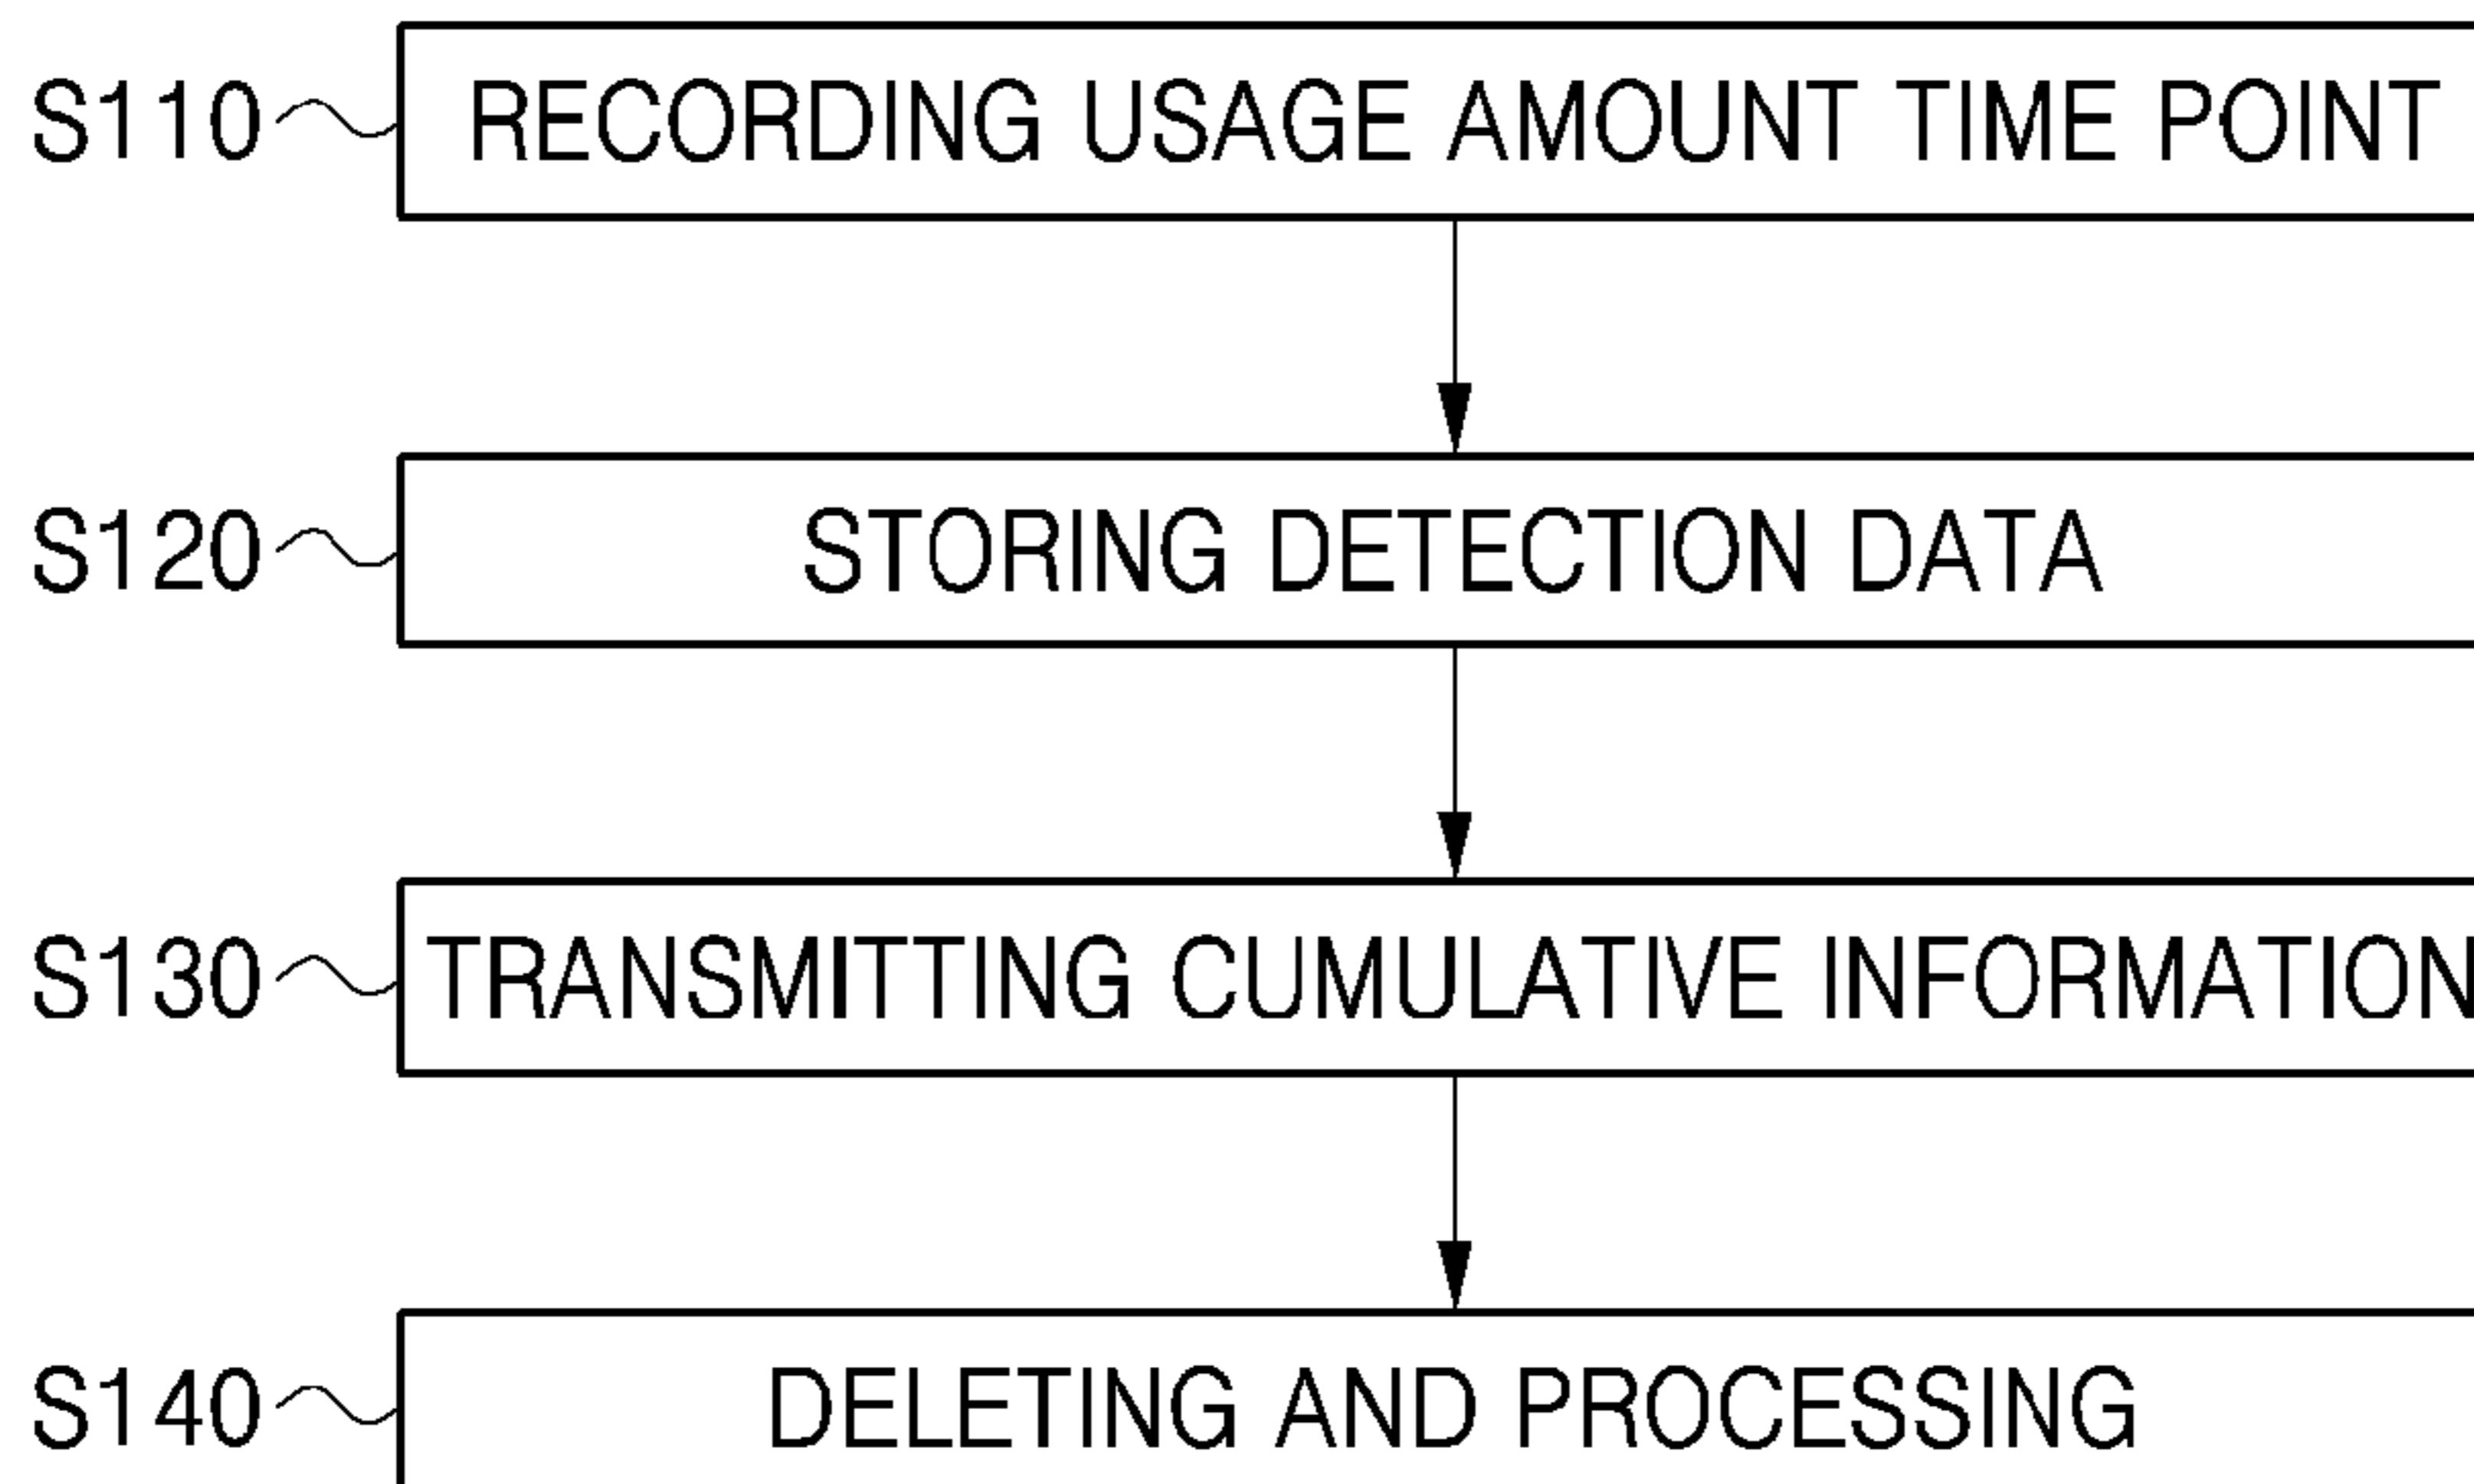 S110 RECORDING USAGE AMOUNT TIME POINT
S120 STORING DETECTION DATA
S130 TRANSMITTING CUMULATIVE INFORMATION
S140 DELETING AND PROCESSING